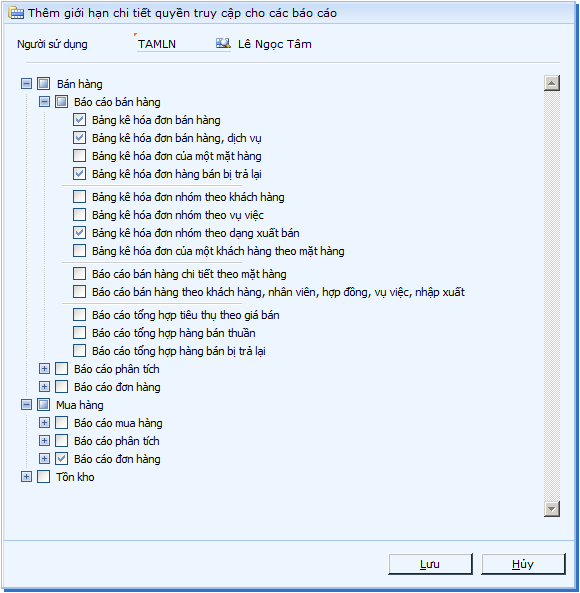 Thêm giới hạn chi tiết quyền truy cập cho các báo cáo
Người sử dụng TAMLN Lê Ngọc Tâm
Bán hàng
Báo cáo bán hàng
Bảng kê hóa đơn bán hàng
Bảng kê hóa đơn bán hàng, dịch vụ
Bảng kê hóa đơn của một mặt hàng
Bảng kê hóa đơn hàng bán bị trả lại
Bảng kê hóa đơn nhóm theo khách hàng
Bảng kê hóa đơn nhóm theo vụ việc
Bảng kê hóa đơn nhóm theo dạng xuất bán
Bảng kê hóa đơn của một khách hàng theo mặt hàng
Báo cáo bán hàng chi tiết theo mặt hàng
Báo cáo bán hàng theo khách hàng, nhân viên, hợp đồng, vụ việc, nhập xuất
Báo cáo tổng hợp tiêu thụ theo giá bán
Báo cáo tổng hợp hàng bán thuần
Báo cáo tổng hợp hàng bán bị trả lại
Báo cáo phân tích
Báo cáo đơn hàng
Mua hàng
Báo cáo mua hàng
Báo cáo phân tích
Báo cáo đơn hàng
Tồn kho
Lưu Hủy